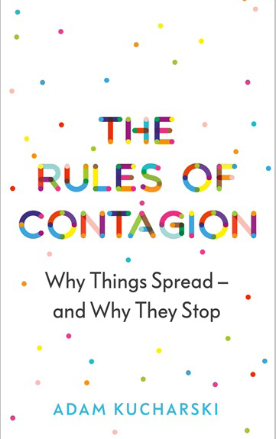 THE
RULES OF
CONTAGION
Why Things Spread –
and Why They Stop
ADAM KUCHARSKI